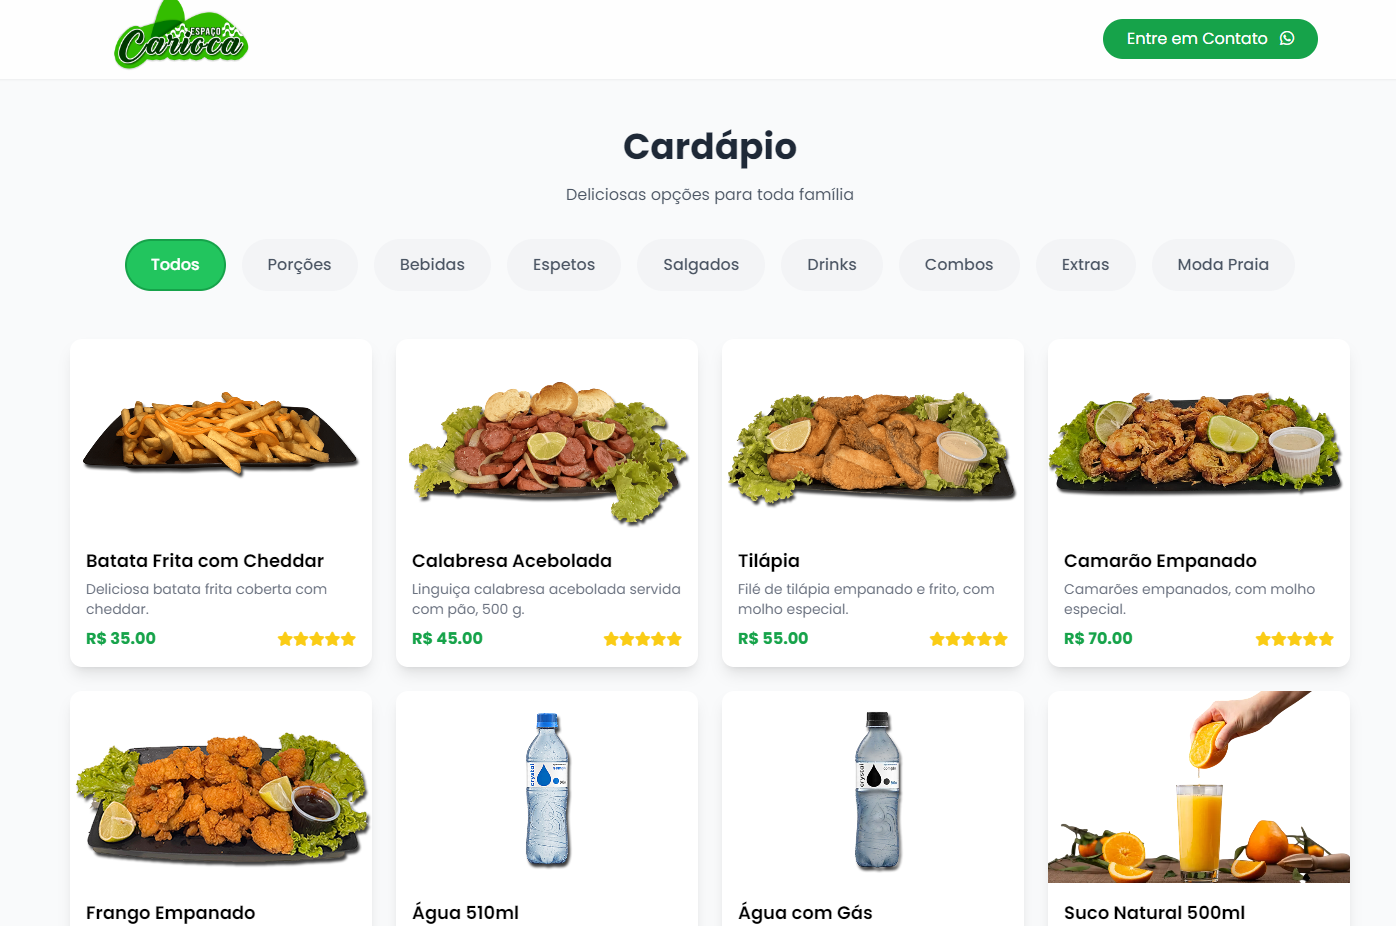 ESPAÇO
Carioca
Entre em Contato
Cardápio
Deliciosas opções para toda família
Todos
Porções
Bebidas
Espetos
Salgados
Drinks
Combos
Extras
Moda Praia
Batata Frita com Cheddar
Deliciosa batata frita coberta com
cheddar.
R$ 35.00
Calabresa Acebolada
Linguiça calabresa acebolada servida
com pão, 500 g.
R$ 45.00
Tilápia
Filé de tilápia empanado e frito, com
molho especial.
R$ 55.00
Camarão Empanado
Camarões empanados, com molho
especial.
R$ 70.00
crystal
crystal
Frango Empanado
Água 510ml
Água com Gás
Suco Natural 500ml